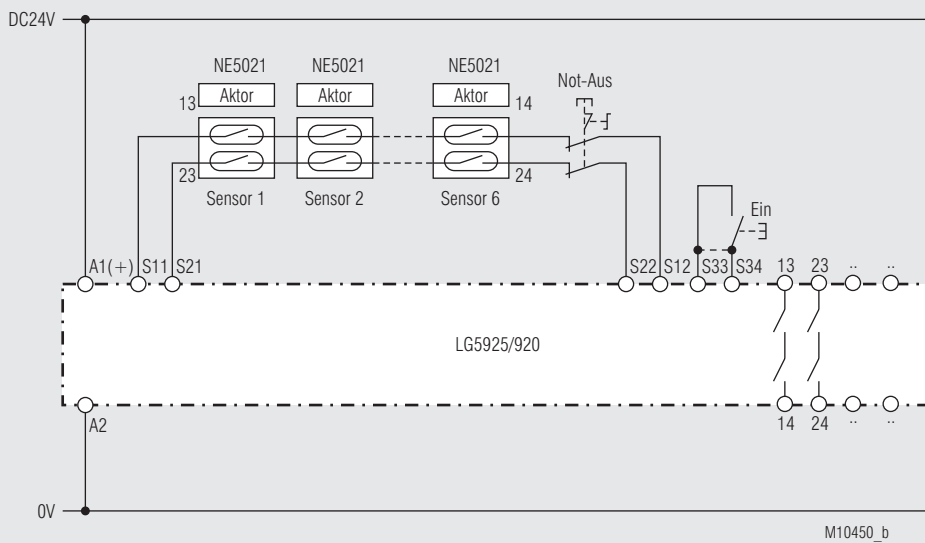 DC24V
NE5021 NE5021 NE5021
Not-Aus
13 Aktor Aktor Aktor 14
23 24
Sensor 1 Sensor 2 Sensor 6
Ein
A1(+) S11 S21 S22 S12 S33 S34 13 23 .. ..
LG5925/920
A2 14 24 .. ..
0V
M10450_b